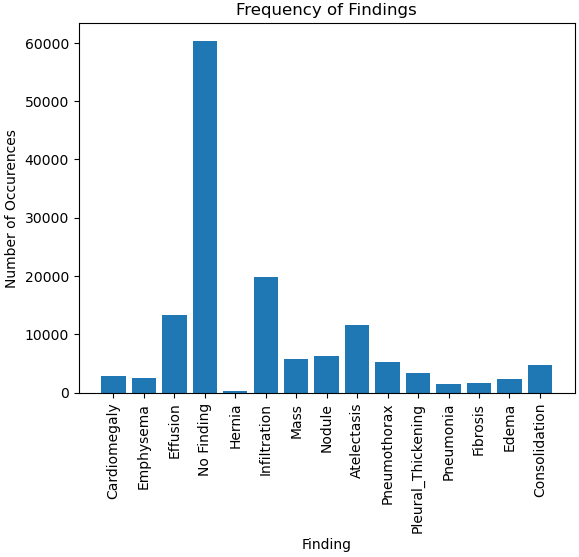 Frequency of Findings
Number of Occurences
60000
50000
40000
30000
20000
10000
0
Cardiomegaly
Emphysema
Effusion
No Finding
Hernia
Infiltration
Mass
Nodule
Atelectasis
Pneumothorax
Pleural_Thickening
Pneumonia
Fibrosis
Edema
Consolidation
Finding